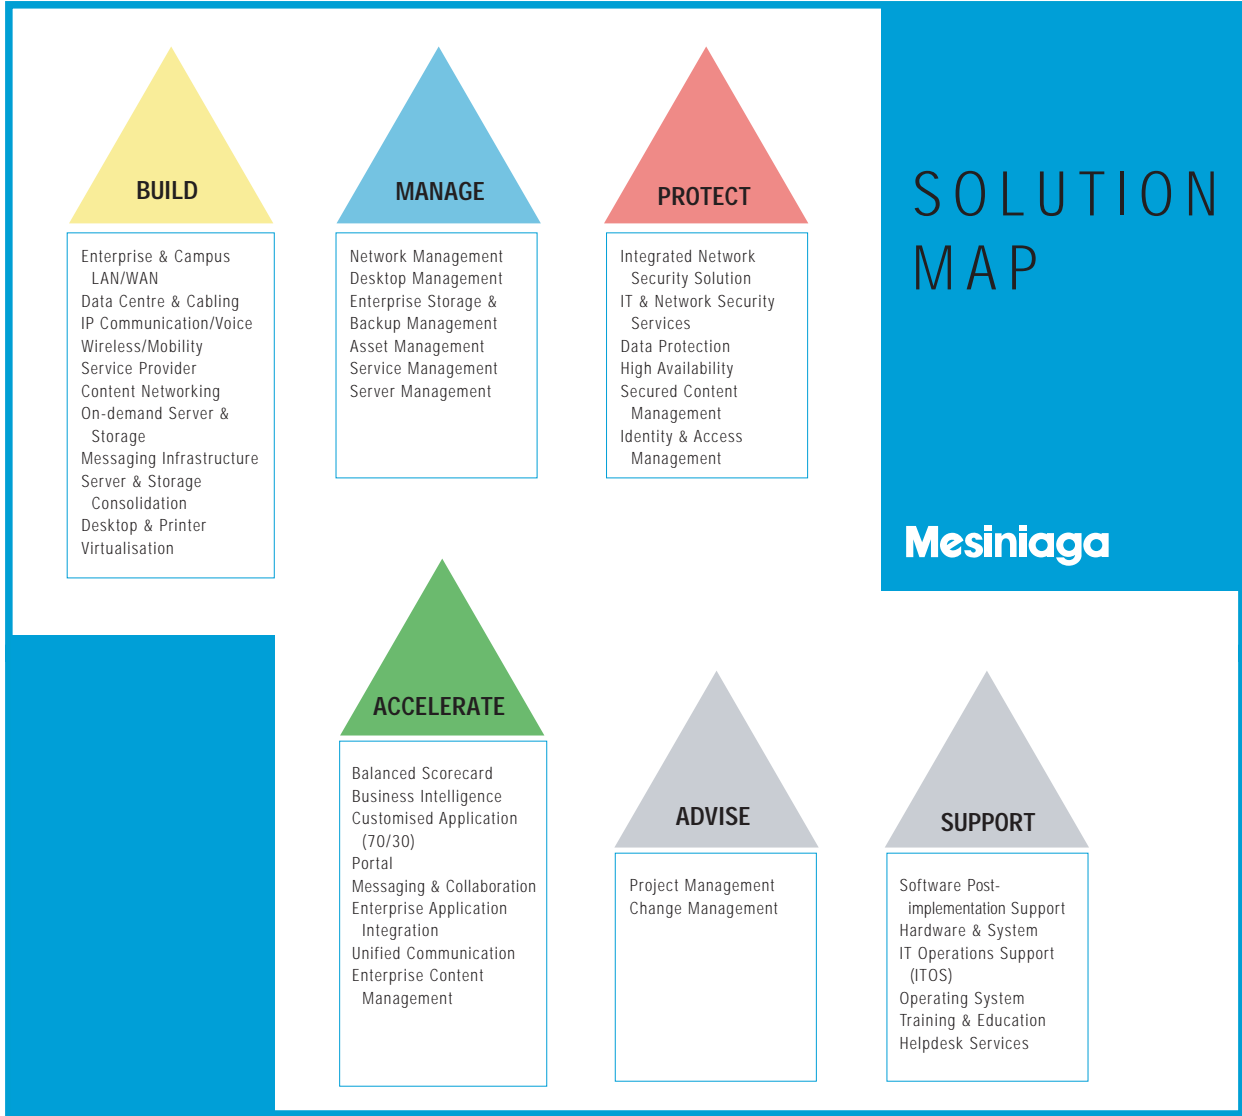 SOLUTION
MAP
Mesiniaga
BUILD
Enterprise & Campus
LAN/WAN
Data Centre & Cabling
IP Communication/Voice
Wireless/Mobility
Service Provider
Content Networking
On-demand Server &
Storage
Messaging Infrastructure
Server & Storage
Consolidation
Desktop & Printer
Virtualisation
MANAGE
Network Management
Desktop Management
Enterprise Storage &
Backup Management
Asset Management
Service Management
Server Management
PROTECT
Integrated Network
Security Solution
IT & Network Security
Services
Data Protection
High Availability
Secured Content
Management
Identity & Access
Management
ACCELERATE
Balanced Scorecard
Business Intelligence
Customised Application
(70/30)
Portal
Messaging & Collaboration
Enterprise Application
Integration
Unified Communication
Enterprise Content
Management
ADVISE
Project Management
Change Management
SUPPORT
Software Post-
implementation Support
Hardware & System
IT Operations Support
(ITOS)
Operating System
Training & Education
Helpdesk Services